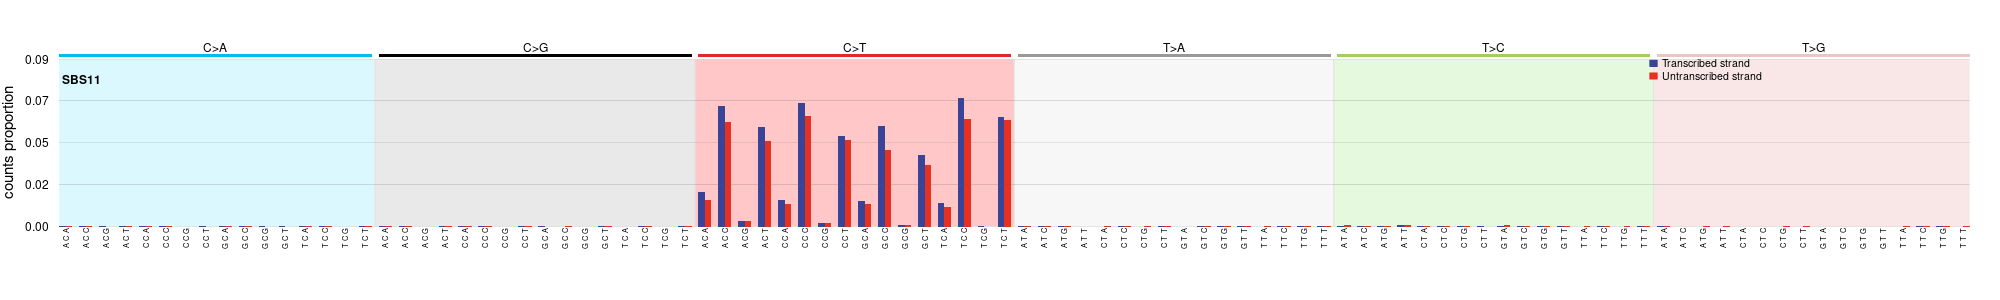 C>A C>G C>T T>A T>C T>G
0.09
SBS11
Transcribed strand
Untranscribed strand
0.07
0.05
0.02
0.00
counts proportion
ACA ACC ACG ACT CCA CCC CCG CCT GCA GCC GCG GCT TCA TCC TCG TCT ACA ACC ACG ACT CCA CCC CCG CCT GCA GCC GCG GCT TCA TCC TCG TCT ACA ACC ACG ACT CCA CCC CCG CCT GCA GCC GCG GCT TCA TCC TCG TCT ATA ATC ATG ATT CTA CTC CTG CTT GTA GTC GTG GTT TTA TTC TTG TTT ATA ATC ATG ATT CTA CTC CTG CTT GTA GTC GTG GTT TTA TTC TTG TTT ATA ATC ATG ATT CTA CTC CTG CTT GTA GTC GTG GTT TTA TTC TTG TTT